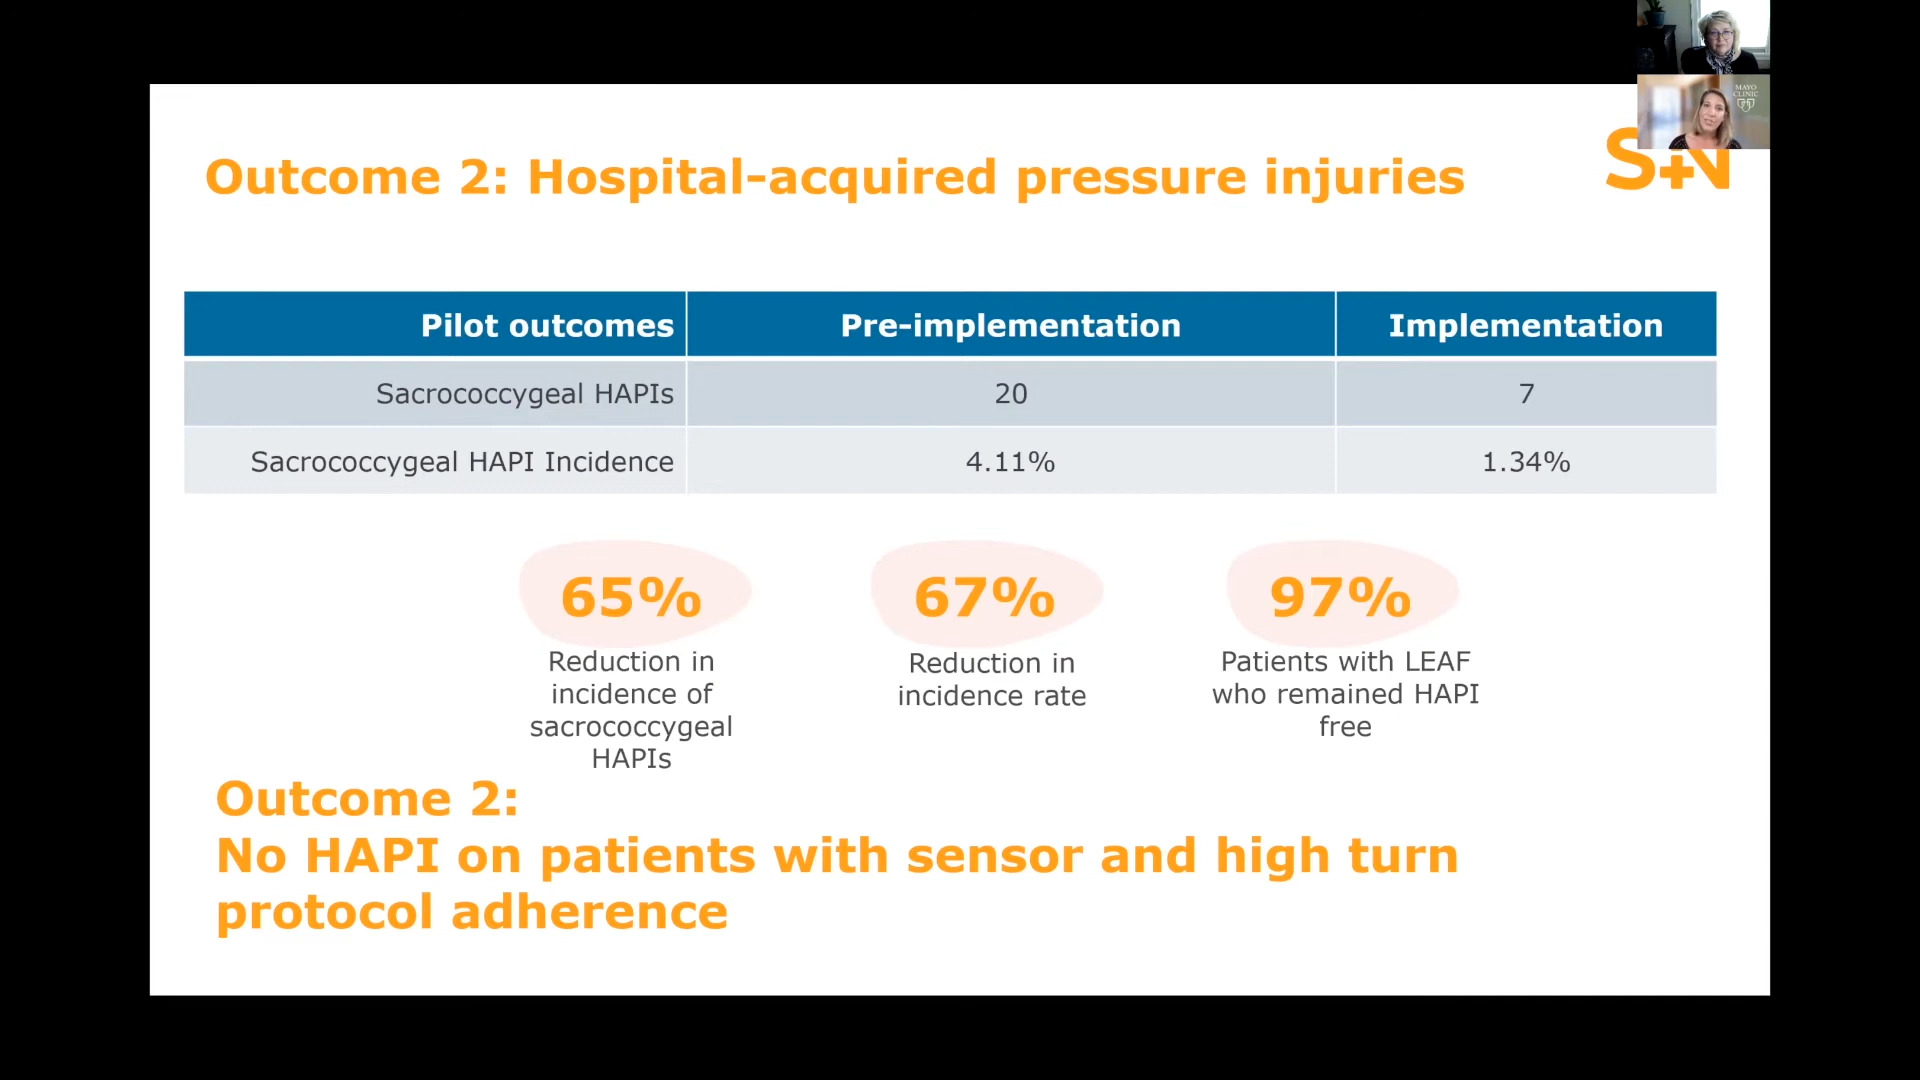 MAYO
CLINIC
Outcome 2: Hospital-acquired pressure injuries
S+N
Pilot outcomes Pre-implementation Implementation
Sacrococcygeal HAPIs 20 7
Sacrococcygeal HAPI Incidence 4.11% 1.34%
65% 67% 97%
Reduction in
incidence of
sacrococcygeal
HAPIs
Reduction in
incidence rate
Patients with LEAF
who remained HAPI
free
Outcome 2:
No HAPI on patients with sensor and high turn
protocol adherence